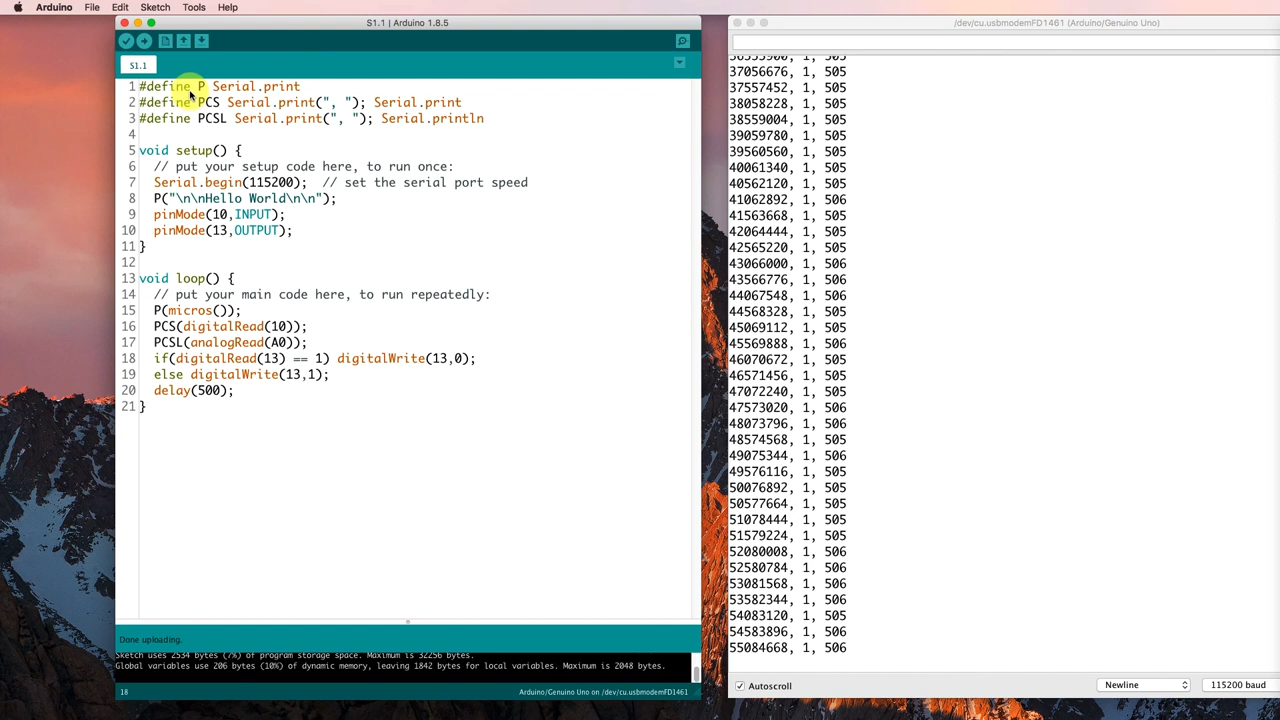 Arduino File Edit Sketch Tools Help
S1.1 | Arduino 1.8.5
S1.1
1 #define P Serial.print
2 #define PCS Serial.print(", "); Serial.print
3 #define PCSL Serial.print(", "); Serial.println
4
5 void setup() {
6 // put your setup code here, to run once:
7 Serial.begin(115200); // set the serial port speed
8 P("\n\nHello World\n\n");
9 pinMode(10,INPUT);
10 pinMode(13,OUTPUT);
11 }
12
13 void loop() {
14 // put your main code here, to run repeatedly:
15 P(micros());
16 PCS(digitalRead(10));
17 PCSL(analogRead(A0));
18 if(digitalRead(13) == 1) digitalWrite(13,0);
19 else digitalWrite(13,1);
20 delay(500);
21 }
Done uploading.
Sketch uses 2534 bytes (7%) of program storage space. Maximum is 32256 bytes.
Global variables use 206 bytes (10%) of dynamic memory, leaving 1842 bytes for local variables. Maximum is 2048 bytes.
18
Arduino/Genuino Uno on /dev/cu.usbmodemFD1461
/dev/cu.usbmodemFD1461 (Arduino/Genuino Uno)
37056676, 1, 505
37557452, 1, 505
38058228, 1, 505
38559004, 1, 505
39059780, 1, 505
39560560, 1, 505
40061340, 1, 505
40562120, 1, 505
41062892, 1, 506
41563668, 1, 505
42064444, 1, 505
42565220, 1, 505
43066000, 1, 506
43566776, 1, 505
44067548, 1, 505
44568328, 1, 505
45069112, 1, 505
45569888, 1, 506
46070672, 1, 505
46571456, 1, 505
47072240, 1, 505
47573020, 1, 506
48073796, 1, 506
48574568, 1, 505
49075344, 1, 506
49576116, 1, 505
50076892, 1, 505
50577664, 1, 505
51078444, 1, 505
51579224, 1, 505
52080008, 1, 506
52580784, 1, 506
53081568, 1, 506
53582344, 1, 506
54083120, 1, 505
54583896, 1, 505
55084668, 1, 506
Autoscroll
Newline
115200 baud